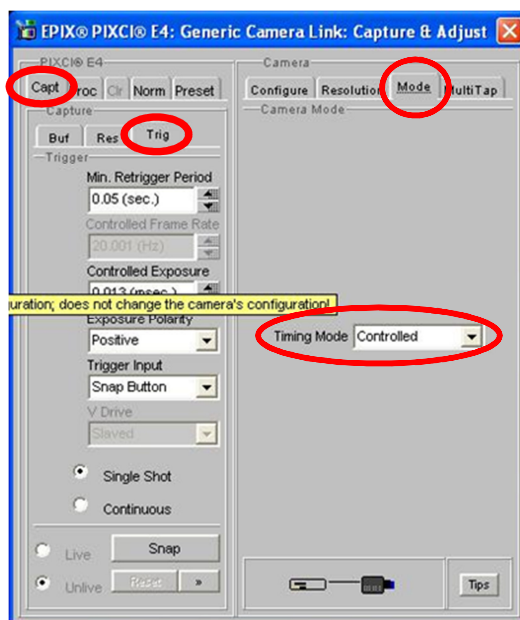 EPIX® PIXCI® E4: Generic Camera Link: Capture & Adjust
PIXCI® E4
Capt Proc Clr Norm Preset
Capture
Buf Res Trig
Trigger
Min. Retrigger Period
0.05 (sec.)
Controlled Frame Rate
20.001 (Hz)
Controlled Exposure
0.013 (msec.)
uration; does not change the camera's configuration!
Exposure Polarity
Positive
Trigger Input
Snap Button
V Drive
Slaved
Single Shot
Continuous
Live
Snap
Unlive
Reset
»
Camera
Configure Resolution Mode MultiTap
Camera Mode
Timing Mode Controlled
Tips